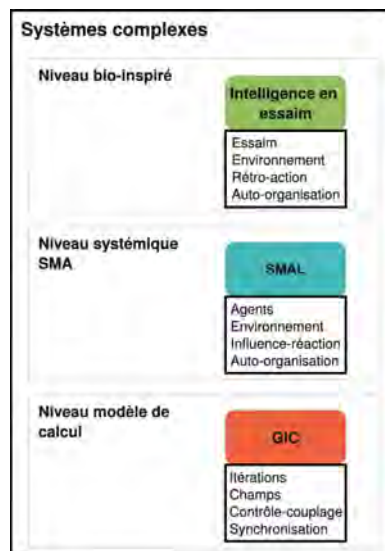 Systèmes complexes
Niveau bio-inspiré
Intelligence en
essaim
Essaim
Environnement
Rétro-action
Auto-organisation
Niveau systémique
SMA
SMAL
Agents
Environnement
Influence-réaction
Auto-organisation
Niveau modèle de
calcul
GIC
Itérations
Champs
Contrôle-couplage
Synchronisation